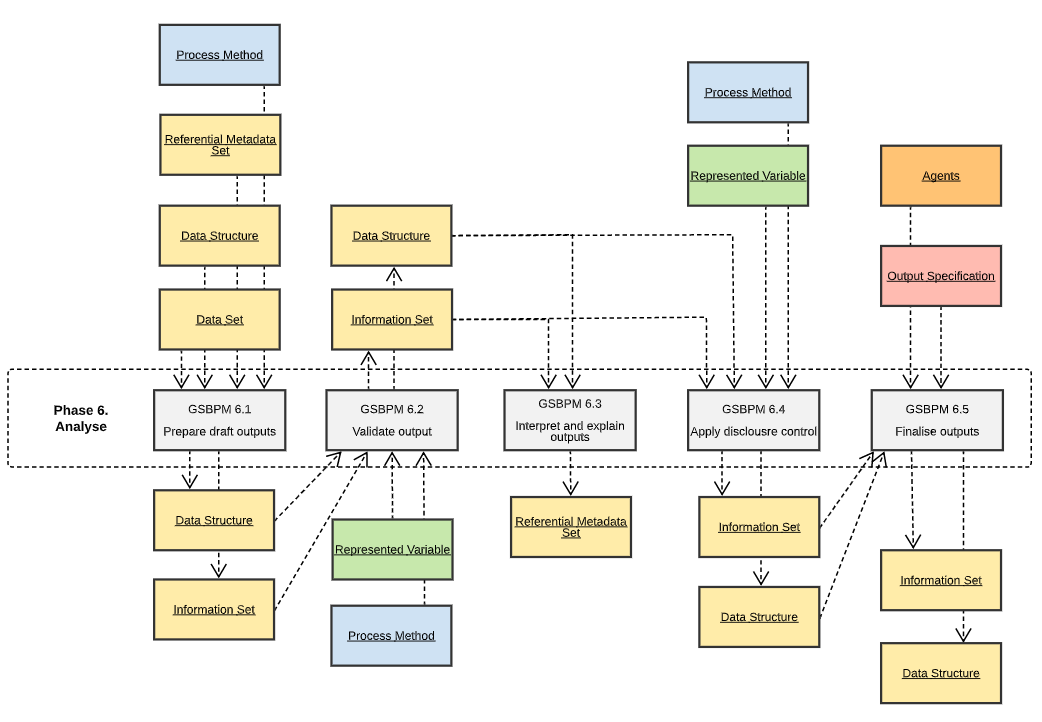 Process Method
Referential Metadata
Set
Data Structure
Data Set
Data Structure
Information Set
Process Method
Represented Variable
Agents
Output Specification
Phase 6.
Analyse
GSBPM 6.1
Prepare draft outputs
GSBPM 6.2
Validate output
GSBPM 6.3
Interpret and explain
outputs
GSBPM 6.4
Apply disclousre control
GSBPM 6.5
Finalise outputs
Data Structure
Information Set
Represented Variable
Process Method
Referential Metadata
Set
Information Set
Data Structure
Information Set
Data Structure